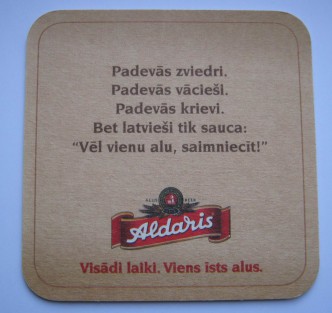 Padevās zviedri.
Padevās vācieši.
Padevās krievi.
Bet latvieši tik sauca:
“Vēl vienu alu, saimniecīt!”
Aldaris
Visādi laiki. Viens īsts alus.